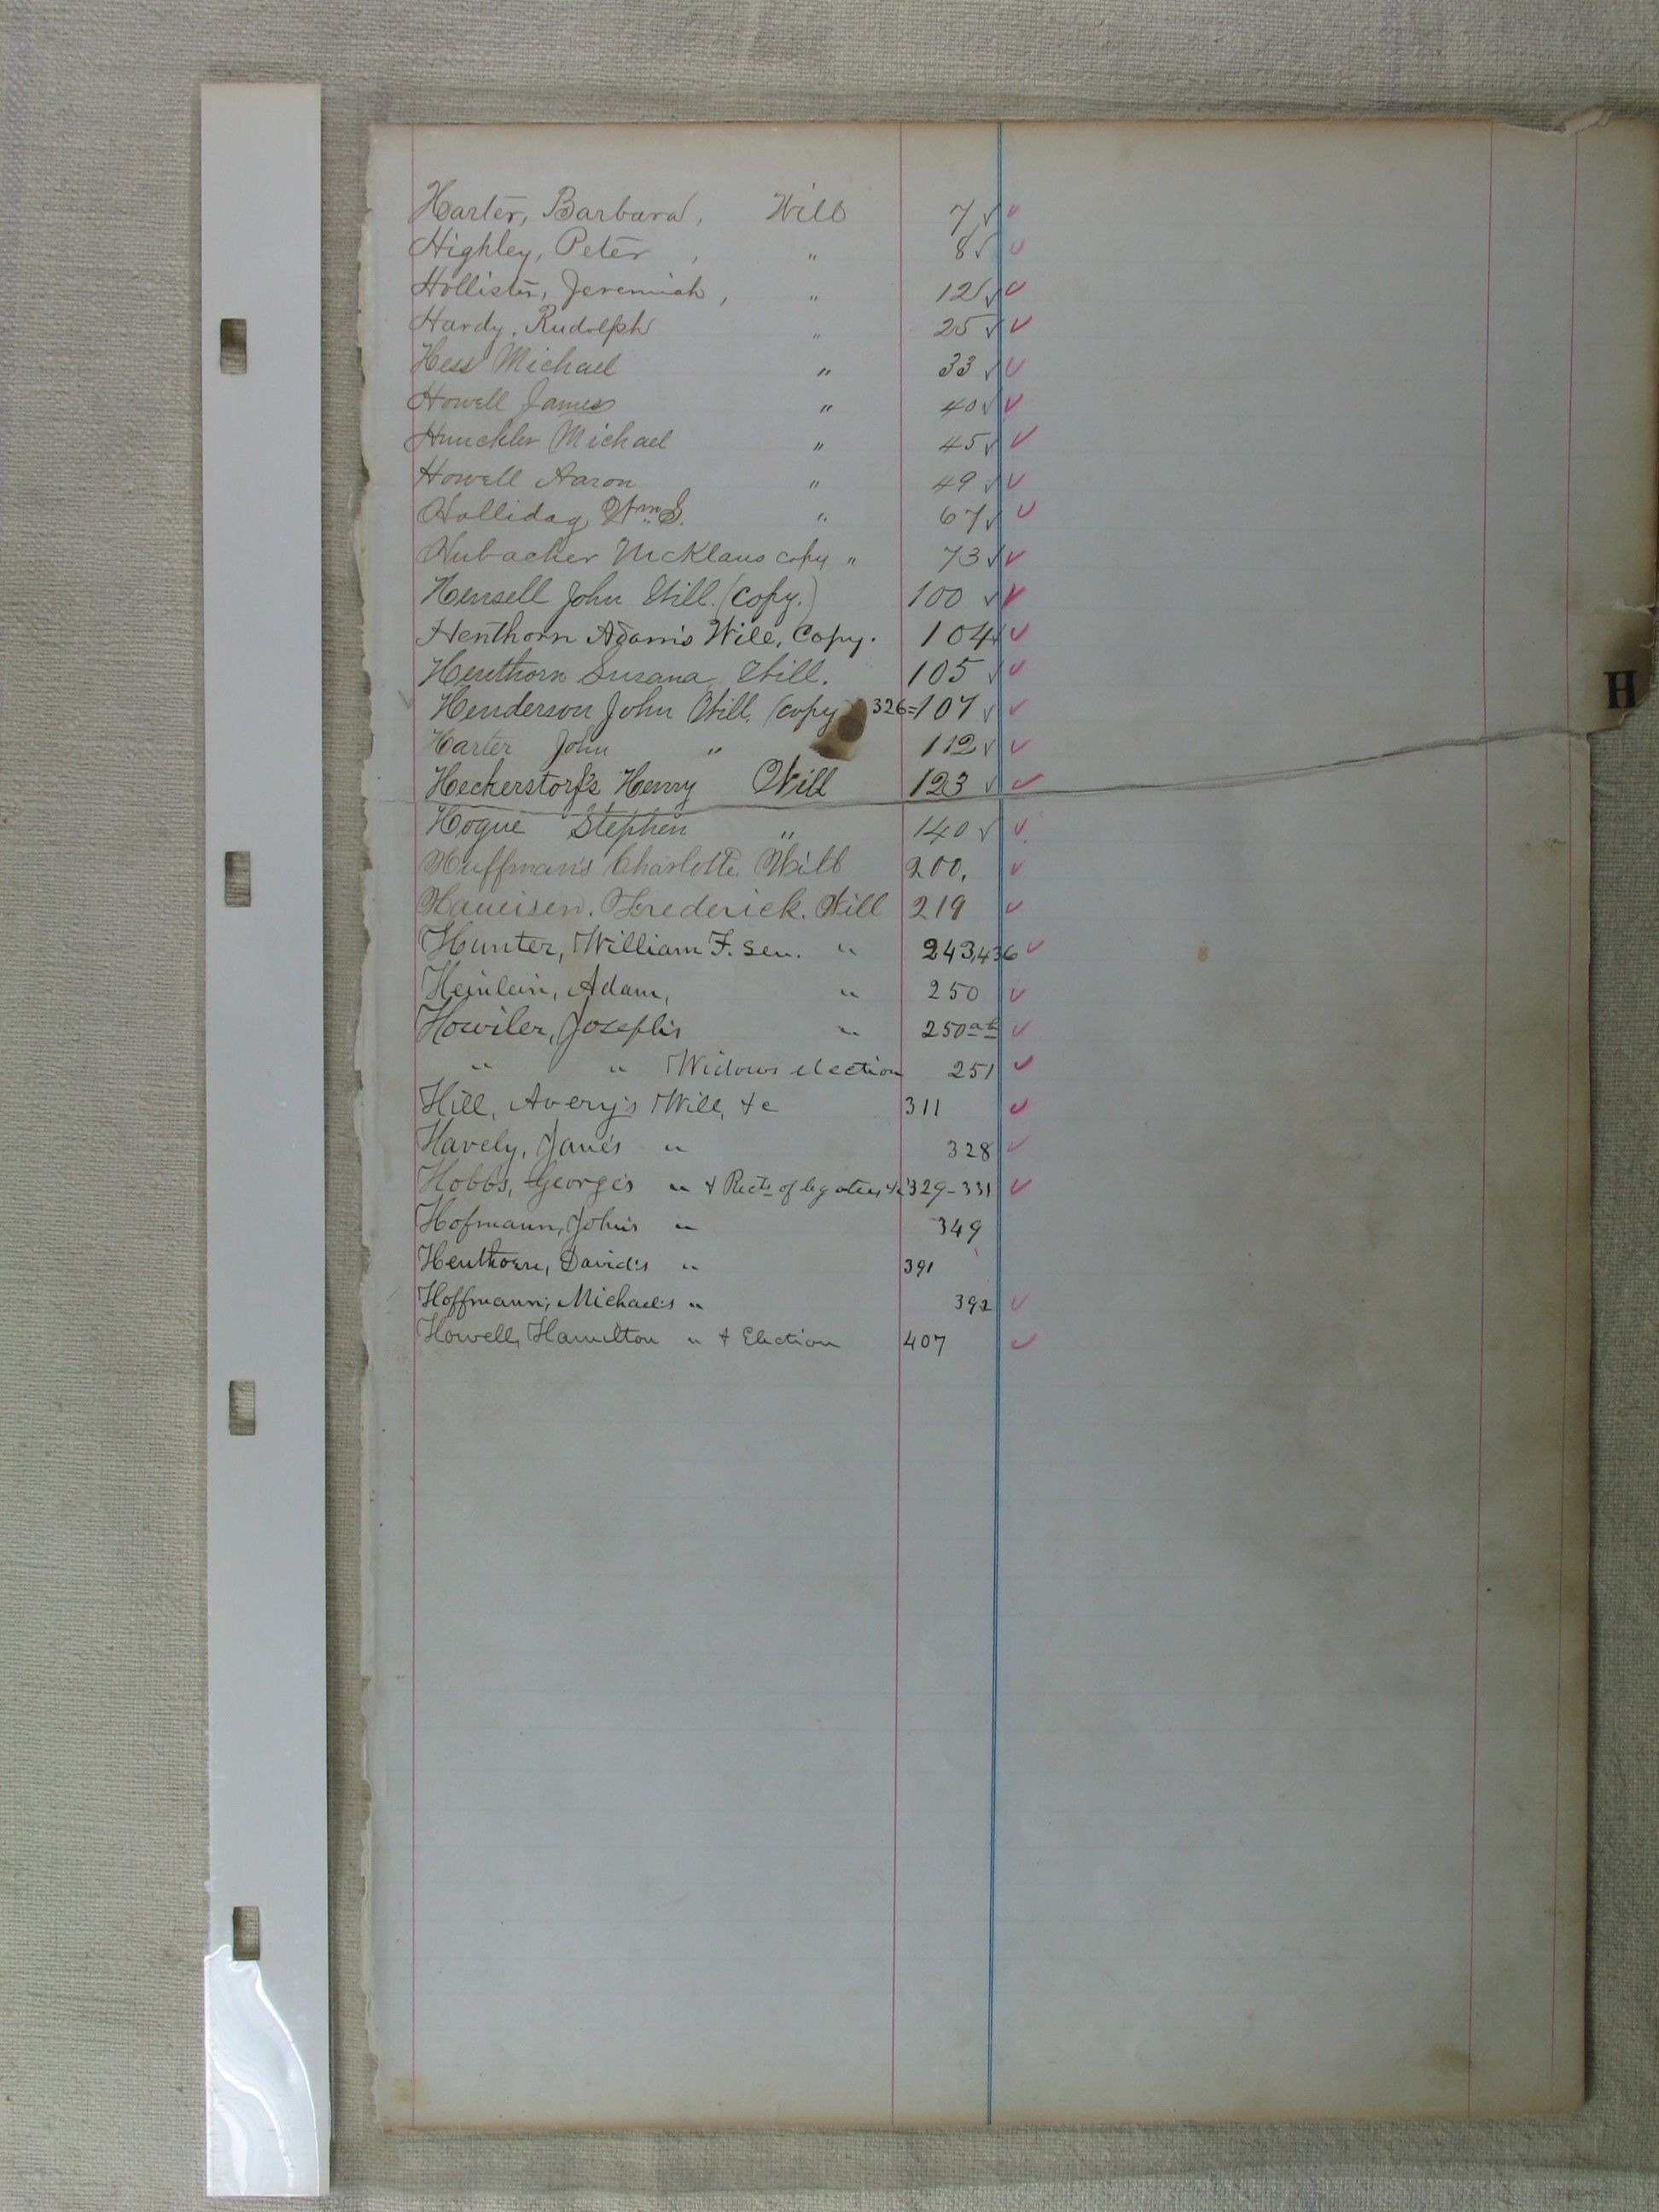 Harter, Barbara, Will 7 ✓ ✓
Highley, Peter , " 8 ✓ ✓
Hollister, Jeremiah, " 12 ✓ ✓
Hardy, Rudolph " 25 ✓ ✓
Hess Michael " 33 ✓ ✓
Howell James " 40 ✓ ✓
Hunckler Michael " 45 ✓ ✓
Howell Aaron " 49 ✓ ✓
Holliday, Wm S. " 67 ✓ ✓
Hubacher Nicklaus copy " 73 ✓ ✓
Hensell John Will. (copy.) 100 ✓ ✓
Henthorn Adam's Will, Copy. 104 ✓ ✓
Henthorn Susana Will. 105 ✓ ✓
✓ Henderson John Will, (copy 326=107 ✓ ✓
Harter John " 112 ✓ ✓
Heckerstorf's Henry Will 123 ✓ ✓
H
Hogue Stephen " 140 ✓ ✓
Huffman's Charlotte. Will 200. ✓
Haueisen. Frederick. Will 219 ✓
Hunter, William F. Sen. " 243,436 ✓
Heinlein, Adam, " 250 ✓
Howiler, Joseph's " 250 ab ✓
" " Widows election 251 ✓
Hill, Avery's Will, &c 311 ✓
Havely, Jane's " 328 ✓
Hobbs, George's " & Rects of legatees &c 329-331 ✓
Hofmann, John's " 349
Henthorn, David's " 391
Hoffmann, Michael's " 392 ✓
Howell, Hamilton " & Election 407 ✓